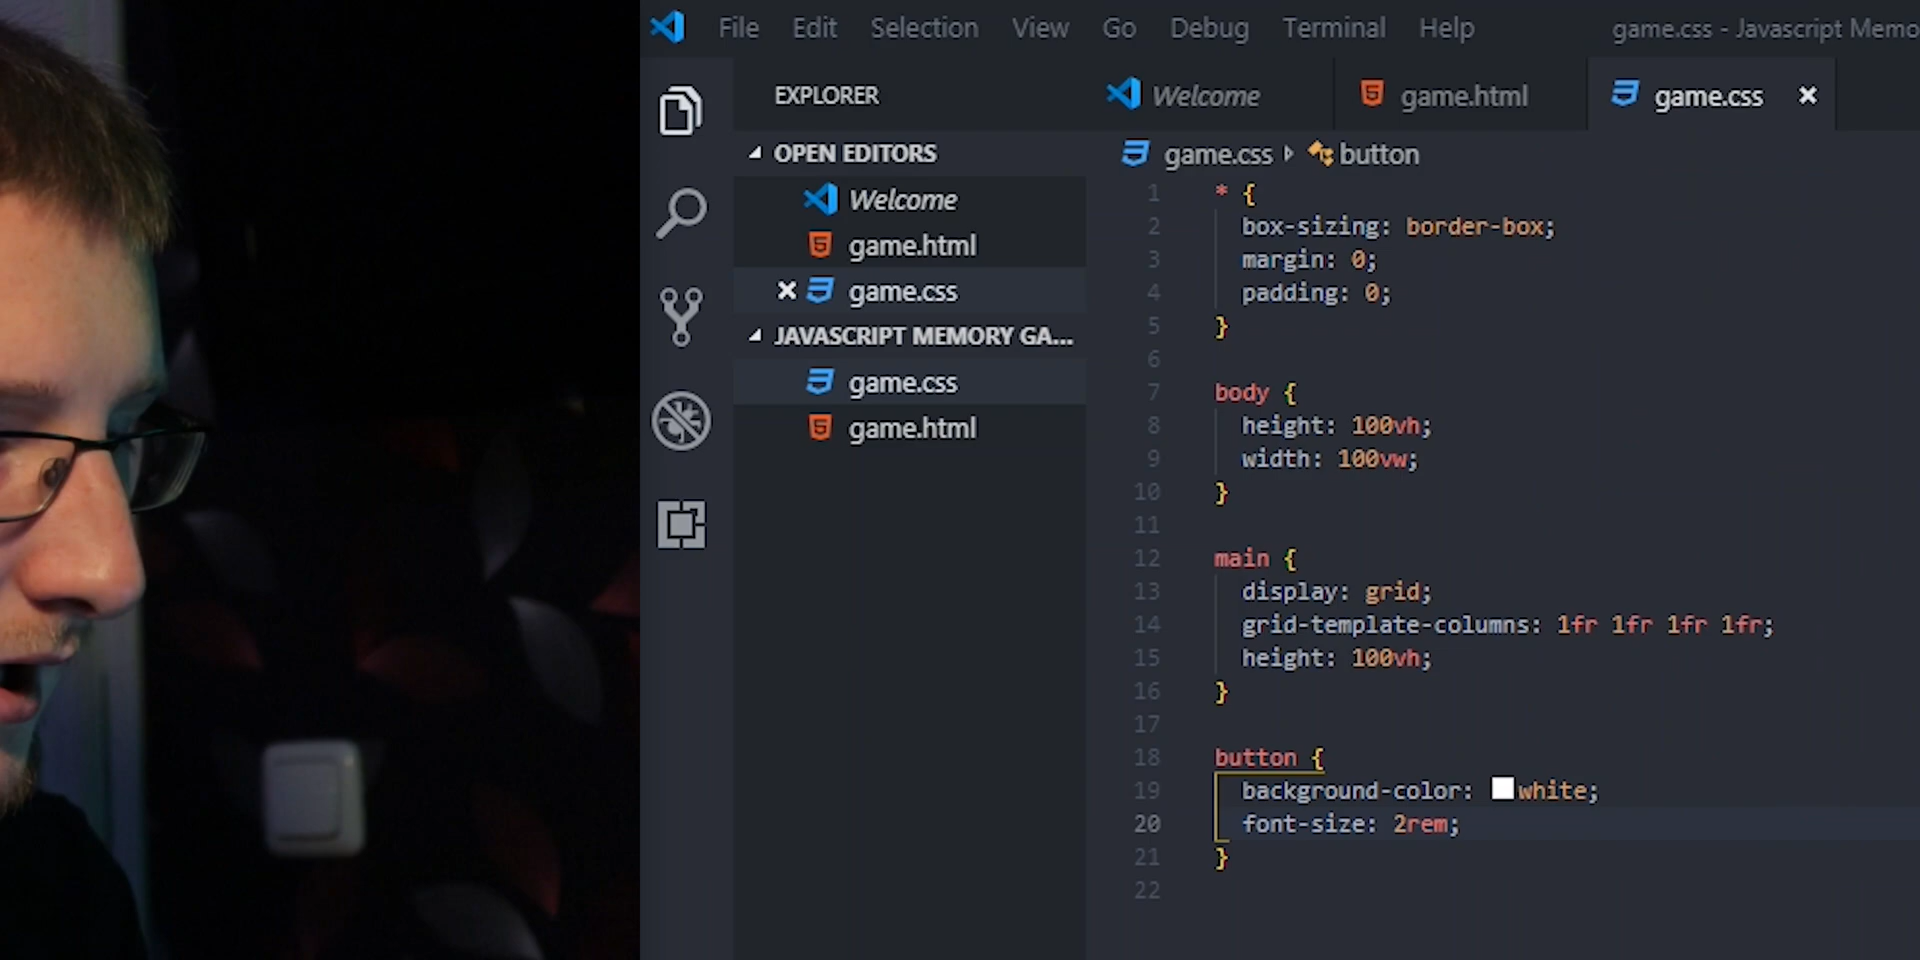 File Edit Selection View Go Debug Terminal Help game.css - Javascript Memo
EXPLORER
OPEN EDITORS
Welcome
game.html
game.css
JAVASCRIPT MEMORY GA...
game.css
game.html
Welcome game.html game.css
game.css button
1 * {
2 box-sizing: border-box;
3 margin: 0;
4 padding: 0;
5 }
6
7 body {
8 height: 100vh;
9 width: 100vw;
10 }
11
12 main {
13 display: grid;
14 grid-template-columns: 1fr 1fr 1fr 1fr;
15 height: 100vh;
16 }
17
18 button {
19 background-color: white;
20 font-size: 2rem;
21 }
22